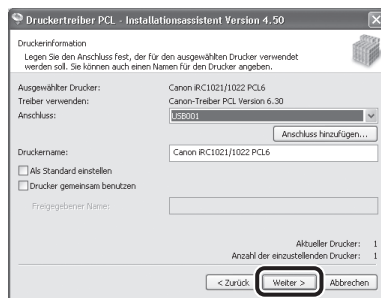 Druckertreiber PCL - Installationsassistent Version 4.50
Druckerinformation
Legen Sie den Anschluss fest, der für den ausgewählten Drucker verwendet
werden soll. Sie können auch einen Namen für den Drucker angeben.
Ausgewählter Drucker: Canon iRC1021/1022 PCL6
Treiber verwenden: Canon-Treiber PCL Version 6.30
Anschluss: USB001
Anschluss hinzufügen...
Druckername: Canon iRC1021/1022 PCL6
Als Standard einstellen
Drucker gemeinsam benutzen
Freigegebener Name:
Aktueller Drucker: 1
Anzahl der einzustellenden Drucker: 1
< Zurück Weiter > Abbrechen